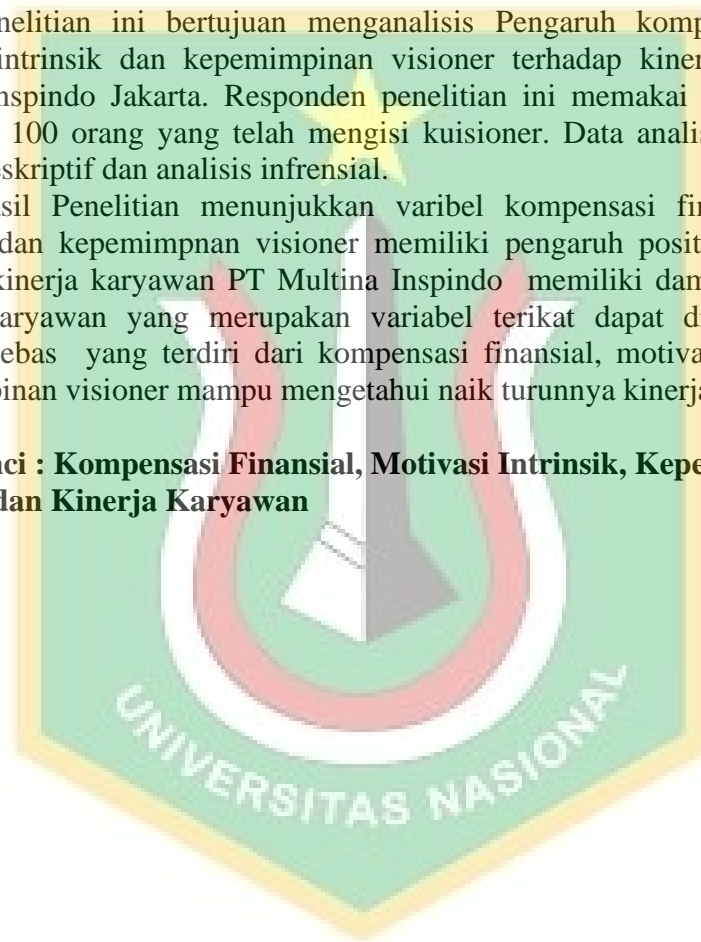 nelitian ini bertujuan menganalisis Pengaruh komp
intrinsik dan kepemimpinan visioner terhadap kiner
nspindo Jakarta. Responden penelitian ini memakai
100 orang yang telah mengisi kuisioner. Data analis
eskriptif dan analisis infrensial.
asil Penelitian menunjukkan varibel kompensasi fin
dan kepemimpnan visioner memiliki pengaruh posit
kinerja karyawan PT Multina Inspindo memiliki dam
aryawan yang merupakan variabel terikat dapat di
ebas yang terdiri dari kompensasi finansial, motiva
pinan visioner mampu mengetahui naik turunnya kinerja
nci : Kompensasi Finansial, Motivasi Intrinsik, Kepe
dan Kinerja Karyawan
UNIVERSITAS NASIONAL